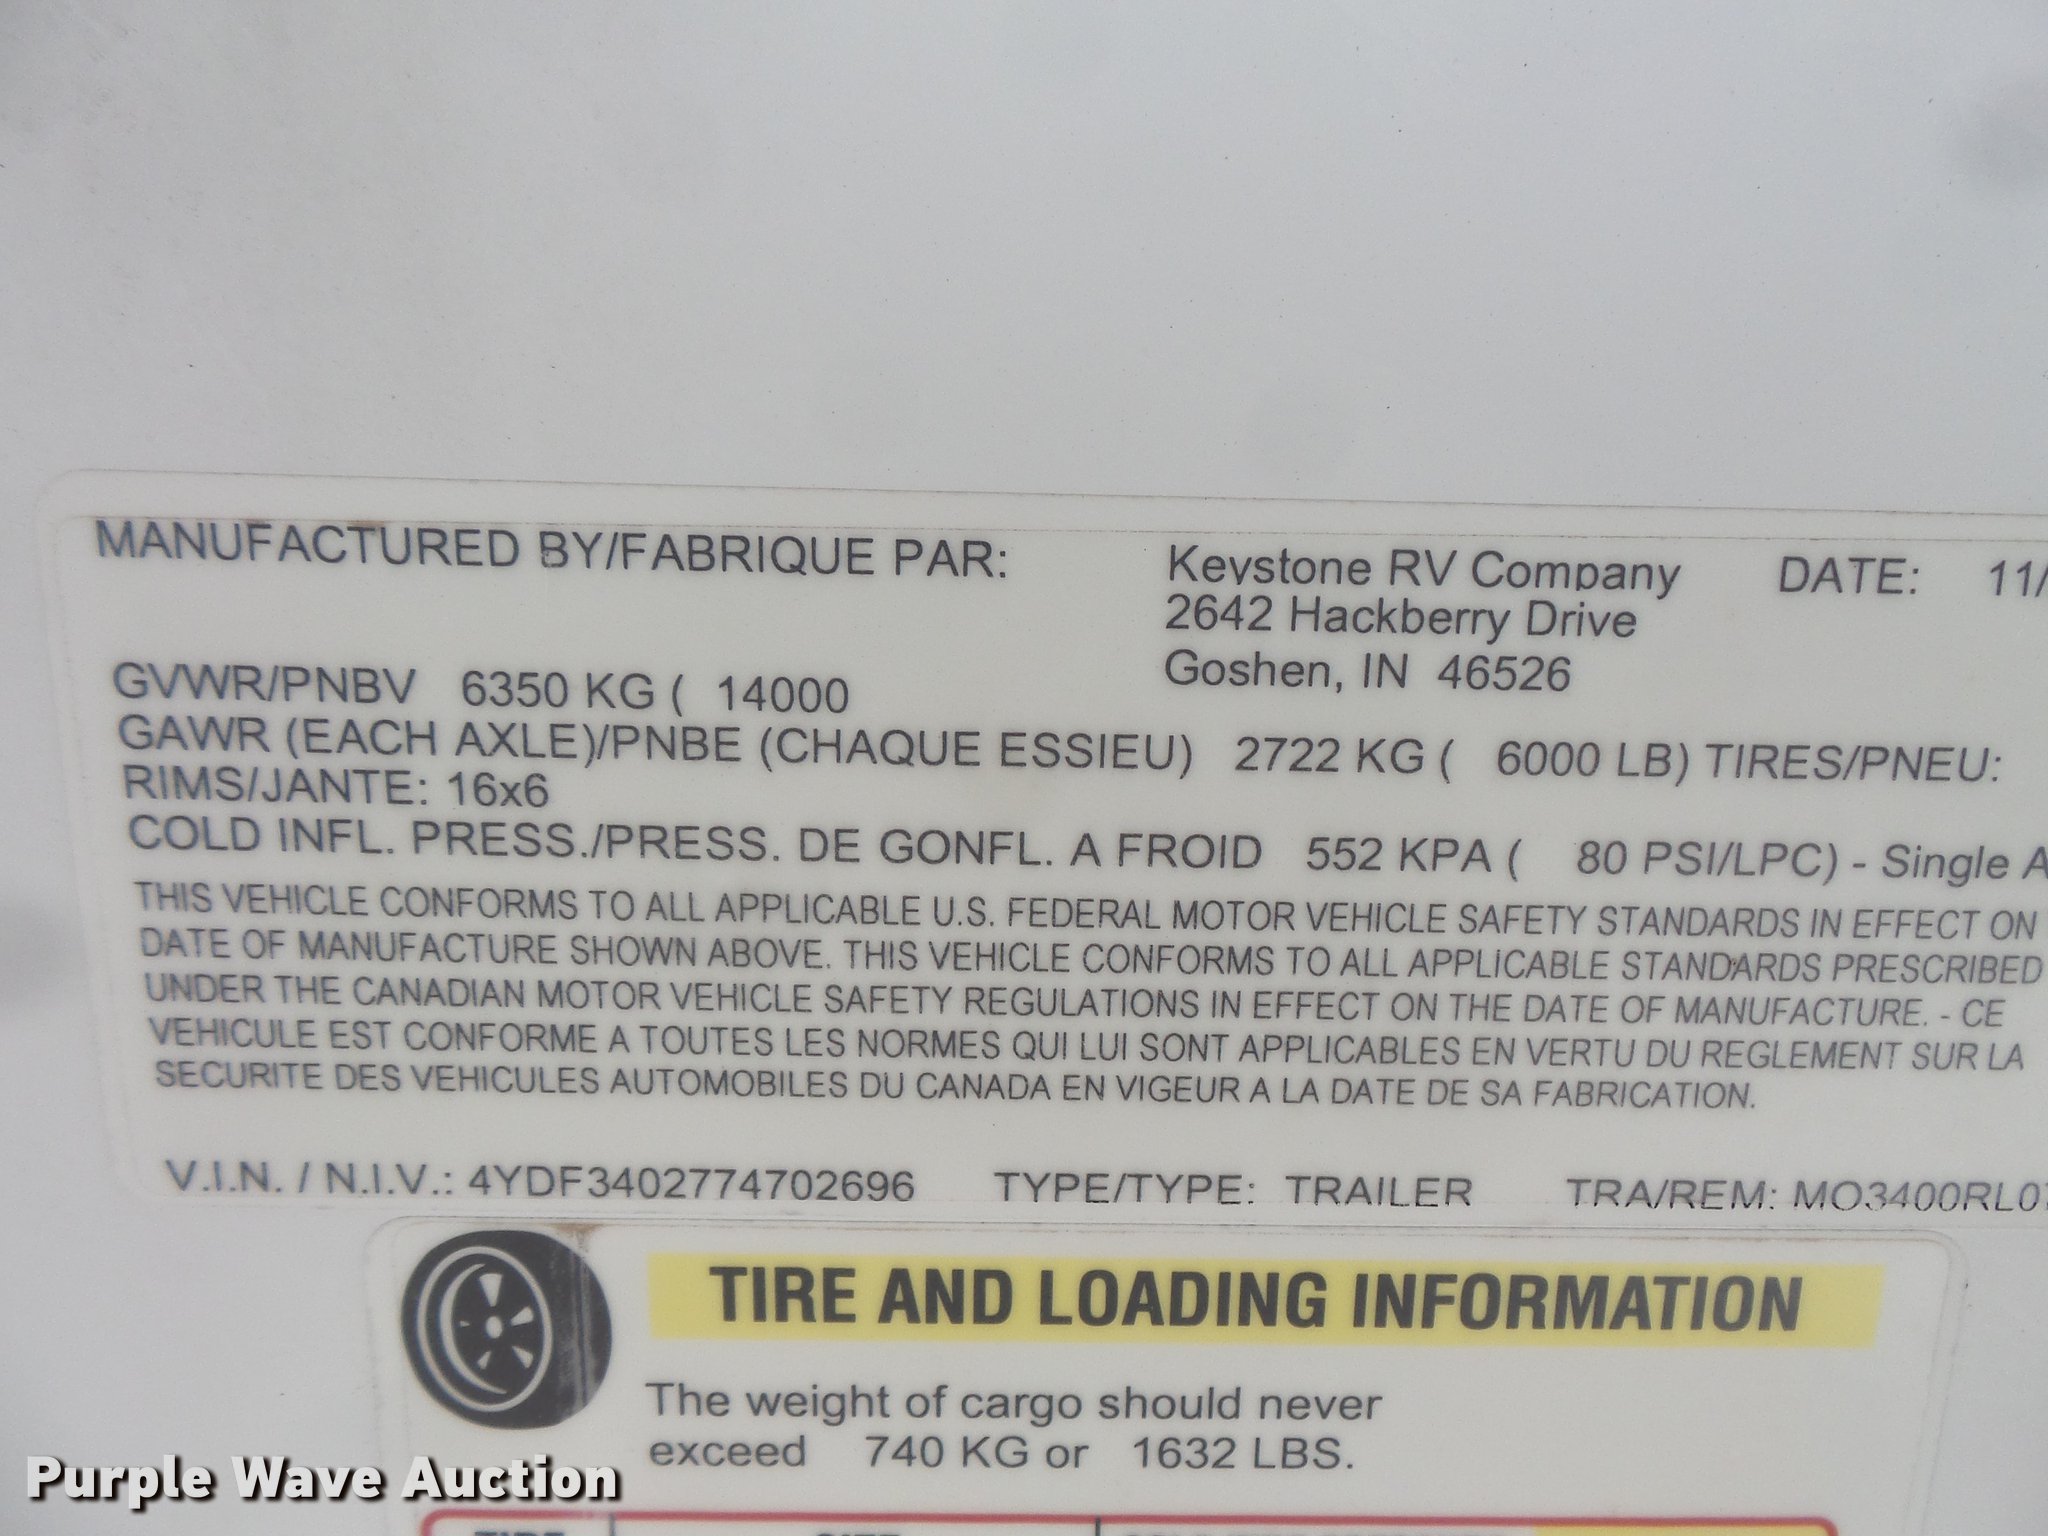 MANUFACTURED BY/FABRIQUE PAR: Keystone RV Company DATE: 11/
2642 Hackberry Drive
Goshen, IN 46526
GVWR/PNBV 6350 KG ( 14000
GAWR (EACH AXLE)/PNBE (CHAQUE ESSIEU) 2722 KG ( 6000 LB) TIRES/PNEU:
RIMS/JANTE: 16x6
COLD INFL. PRESS./PRESS. DE GONFL. A FROID 552 KPA ( 80 PSI/LPC) - Single
THIS VEHICLE CONFORMS TO ALL APPLICABLE U.S. FEDERAL MOTOR VEHICLE SAFETY STANDARDS IN EFFECT ON
DATE OF MANUFACTURE SHOWN ABOVE. THIS VEHICLE CONFORMS TO ALL APPLICABLE STANDARDS PRESCRIBED
UNDER THE CANADIAN MOTOR VEHICLE SAFETY REGULATIONS IN EFFECT ON THE DATE OF MANUFACTURE. - CE
VEHICULE EST CONFORME A TOUTES LES NORMES QUI LUI SONT APPLICABLES EN VERTU DU REGLEMENT SUR LA
SECURITE DES VEHICULES AUTOMOBILES DU CANADA EN VIGEUR A LA DATE DE SA FABRICATION.
V.I.N. / N.I.V.: 4YDF3402774702696 TYPE/TYPE: TRAILER TRA/REM: MO3400RL07
TIRE AND LOADING INFORMATION
The weight of cargo should never
exceed 740 KG or 1632 LBS.
Purple Wave Auction